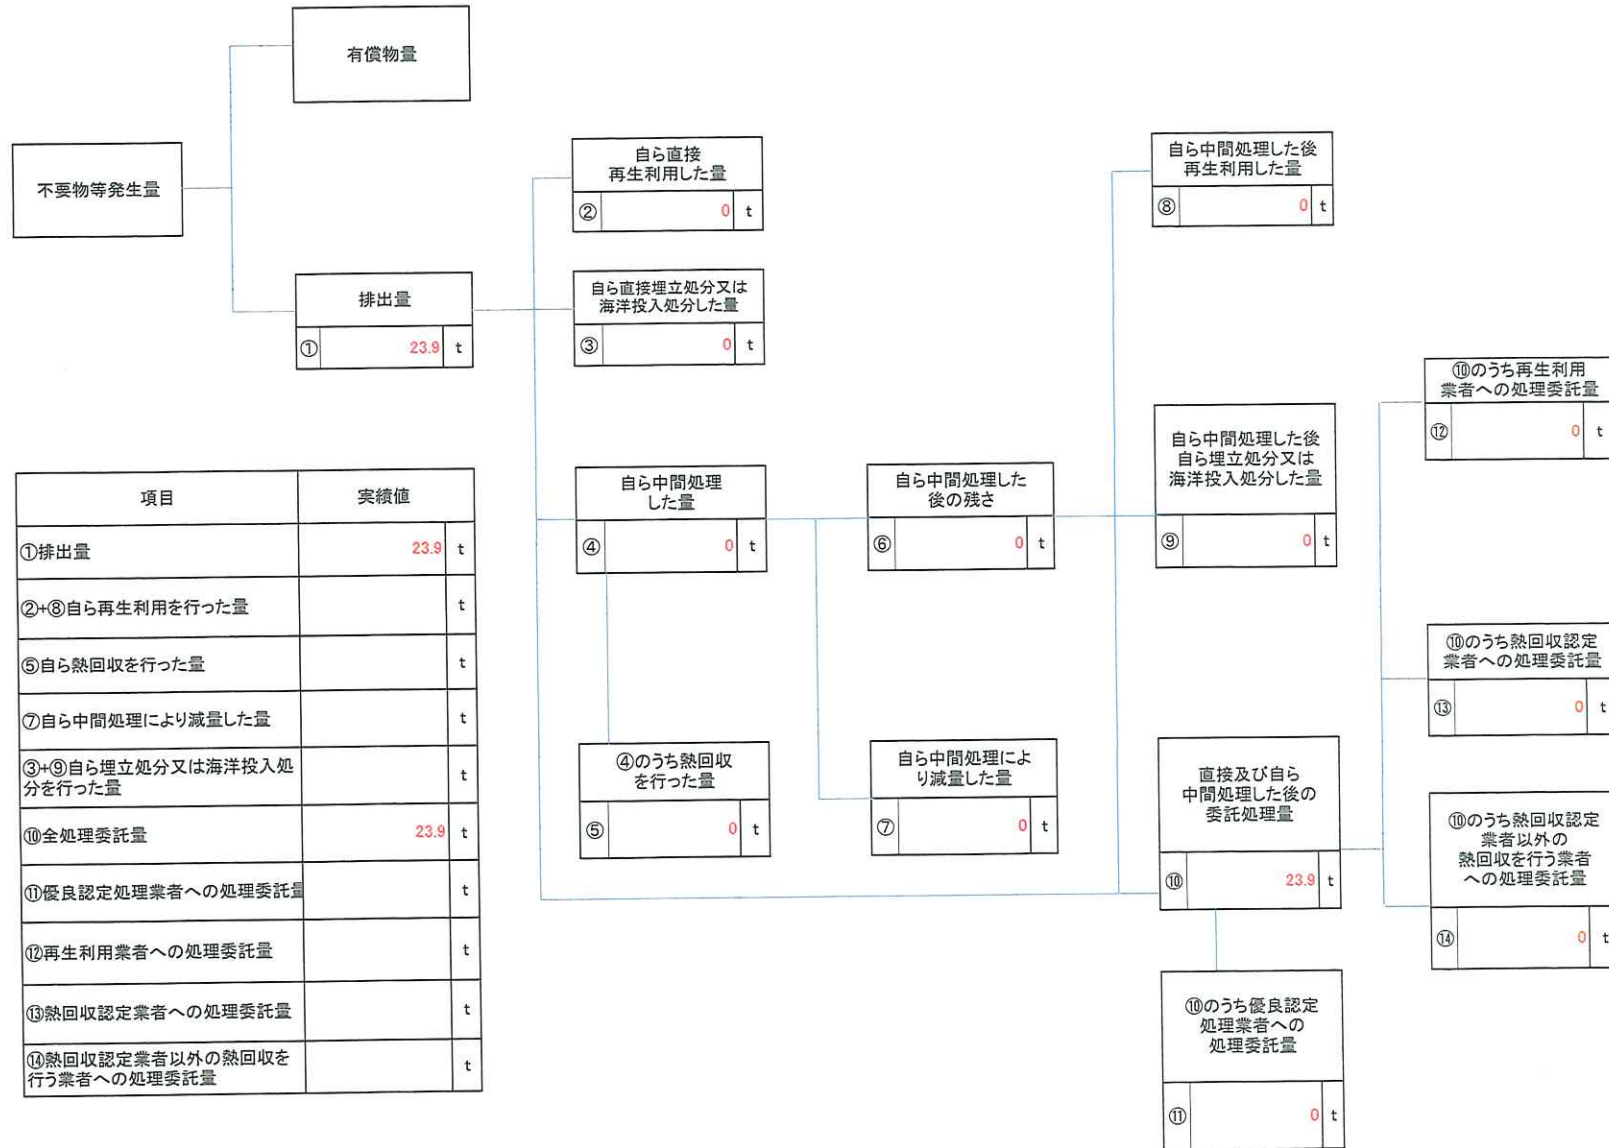 有償物量
不要物等発生量
排出量
① 23.9 t
自ら直接
再生利用した量
② 0 t
自ら直接埋立処分又は
海洋投入処分した量
③ 0 t
自ら中間処理
した量
④ 0 t
④のうち熱回収
を行った量
⑤ 0 t
自ら中間処理した
後の残さ
⑥ 0 t
自ら中間処理によ
り減量した量
⑦ 0 t
自ら中間処理した後
再生利用した量
⑧ 0 t
自ら中間処理した後
自ら埋立処分又は
海洋投入処分した量
⑨ 0 t
直接及び自ら
中間処理した後の
委託処理量
⑩ 23.9 t
⑩のうち優良認定
処理業者への
処理委託量
⑪ 0 t
⑩のうち再生利用
業者への処理委託量
⑫ 0 t
⑩のうち熱回収認定
業者への処理委託量
⑬ 0 t
⑩のうち熱回収認定
業者以外の
熱回収を行う業者
への処理委託量
⑭ 0 t
項目 実績値
①排出量 23.9 t
②+⑧自ら再生利用を行った量 t
⑤自ら熱回収を行った量 t
⑦自ら中間処理により減量した量 t
③+⑨自ら埋立処分又は海洋投入処
分を行った量 t
⑩全処理委託量 23.9 t
⑪優良認定処理業者への処理委託量 t
⑫再生利用業者への処理委託量 t
⑬熱回収認定業者への処理委託量 t
⑭熱回収認定業者以外の熱回収を
行う業者への処理委託量 t